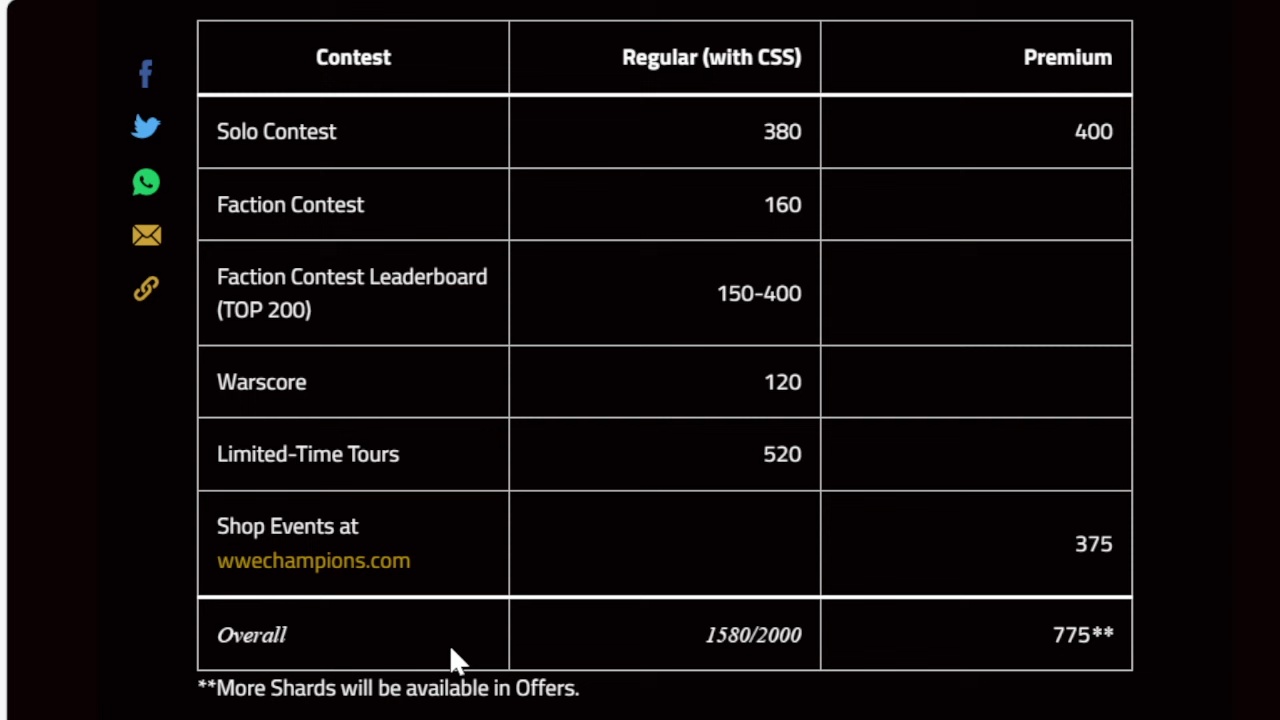 Contest Regular (with CSS) Premium
Solo Contest 380 400
Faction Contest 160
Faction Contest Leaderboard
(TOP 200) 150-400
Warscore 120
Limited-Time Tours 520
Shop Events at
wwechampions.com 375
Overall 1580/2000 775**
**More Shards will be available in Offers.